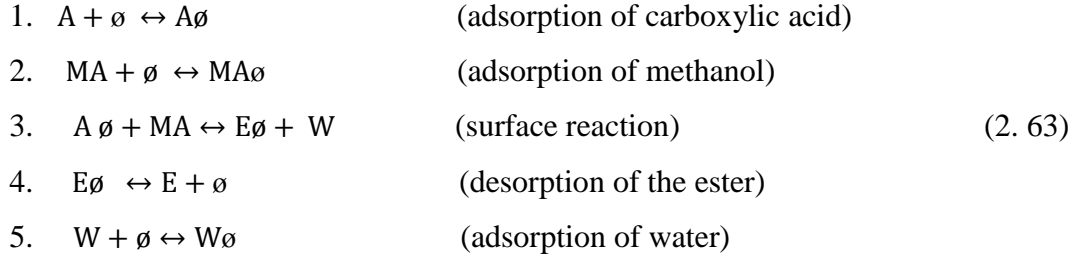 1. A + ø ↔ Aø (adsorption of carboxylic acid)
2. MA + ø ↔ MAø (adsorption of methanol)
3. A ø + MA ↔ Eø + W (surface reaction) (2. 63)
4. Eø ↔ E + ø (desorption of the ester)
5. W + ø ↔ Wø (adsorption of water)